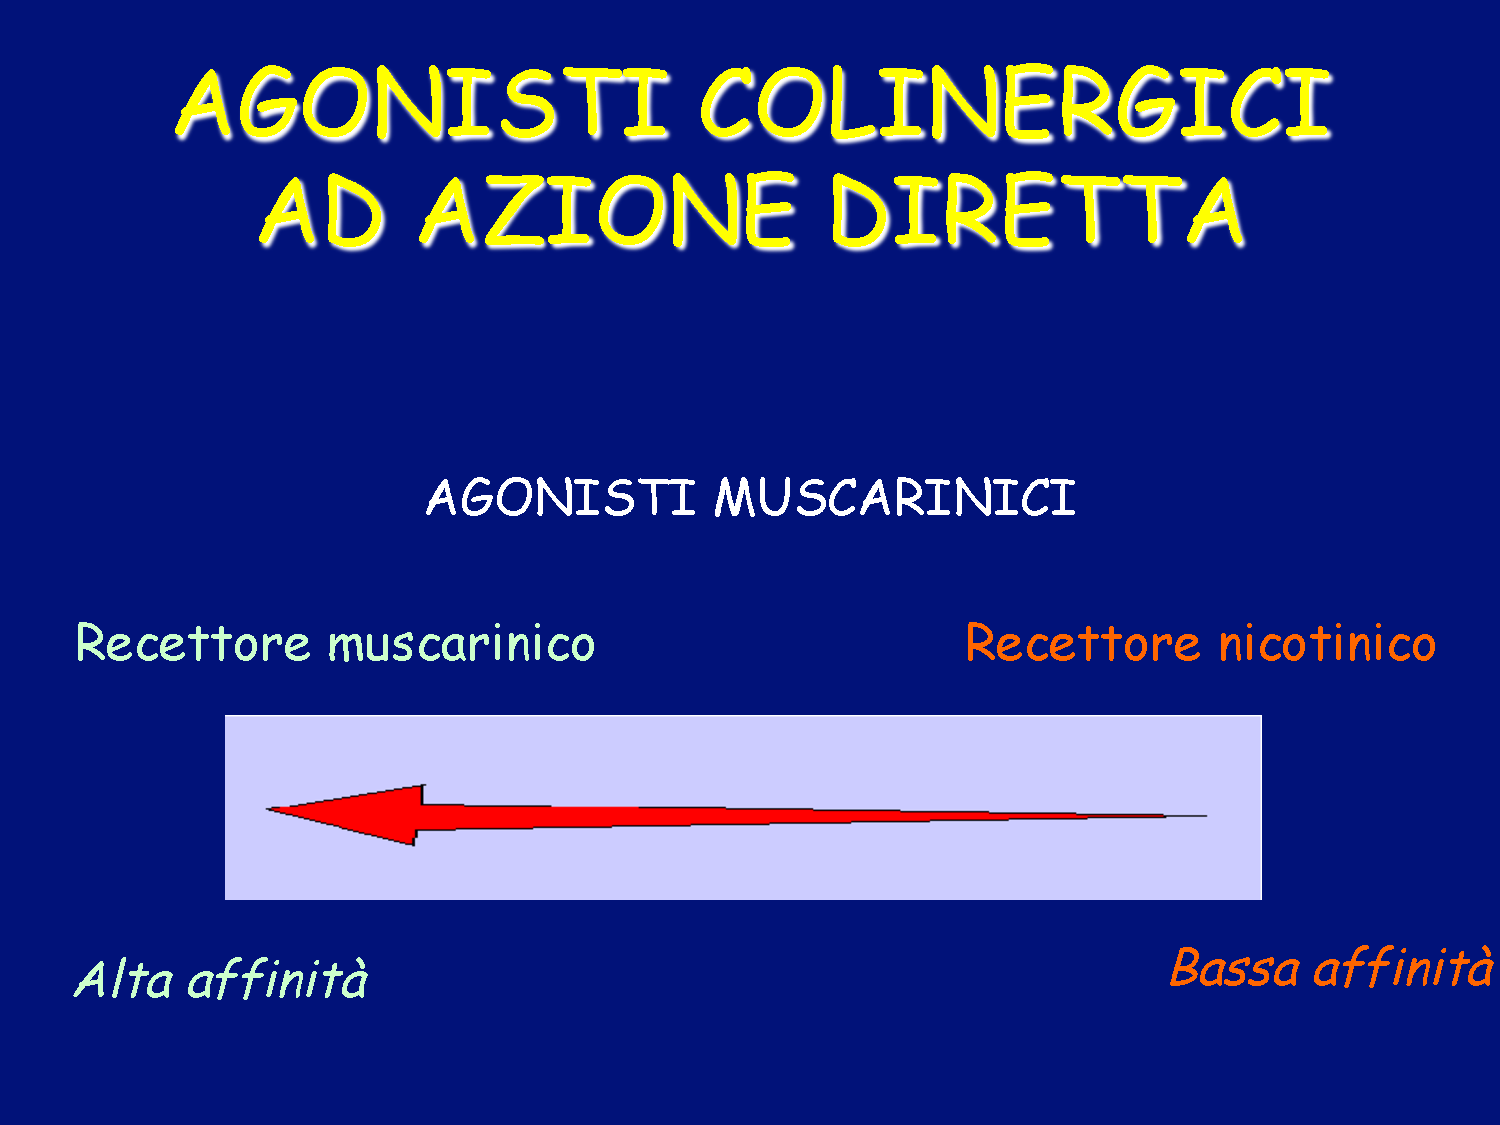 AGONISTI COLINERGICI
AD AZIONE DIRETTA
AGONISTI MUSCARINICI
Recettore muscarinico
Recettore nicotinico
Alta affinità
Bassa affinità